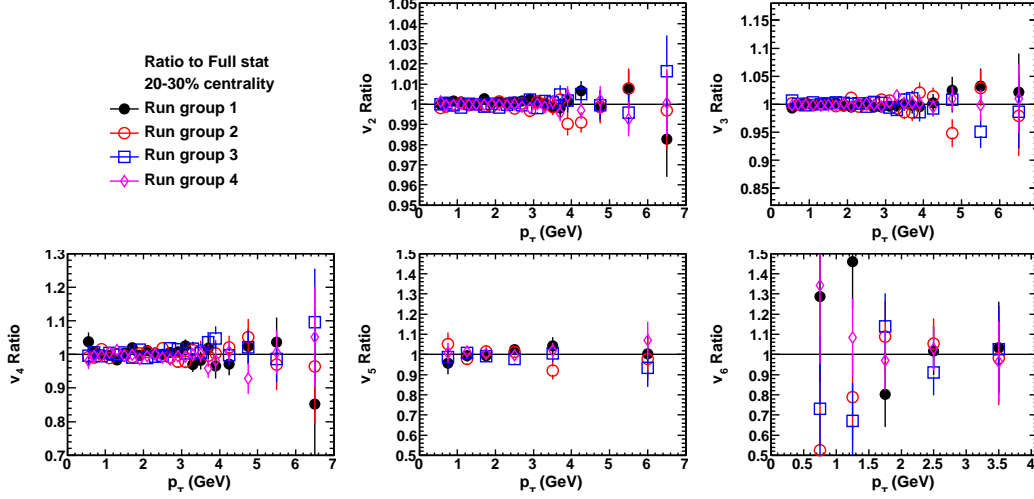 Ratio to Full stat
20-30% centrality
Run group 1
Run group 2
Run group 3
Run group 4
v2 Ratio
1.05
1.04
1.03
1.02
1.01
1
0.99
0.98
0.97
0.96
0.95
0 1 2 3 4 5 6 7
pT (GeV)
v3 Ratio
1.15
1.1
1.05
1
0.95
0.9
0.85
0 1 2 3 4 5 6 7
pT (GeV)
v4 Ratio
1.3
1.2
1.1
1
0.9
0.8
0.7
0 1 2 3 4 5 6 7
pT (GeV)
v5 Ratio
1.5
1.4
1.3
1.2
1.1
1
0.9
0.8
0.7
0.6
0.5
0 1 2 3 4 5 6 7
pT (GeV)
v6 Ratio
1.5
1.4
1.3
1.2
1.1
1
0.9
0.8
0.7
0.6
0.5
0 0.5 1 1.5 2 2.5 3 3.5 4
pT (GeV)